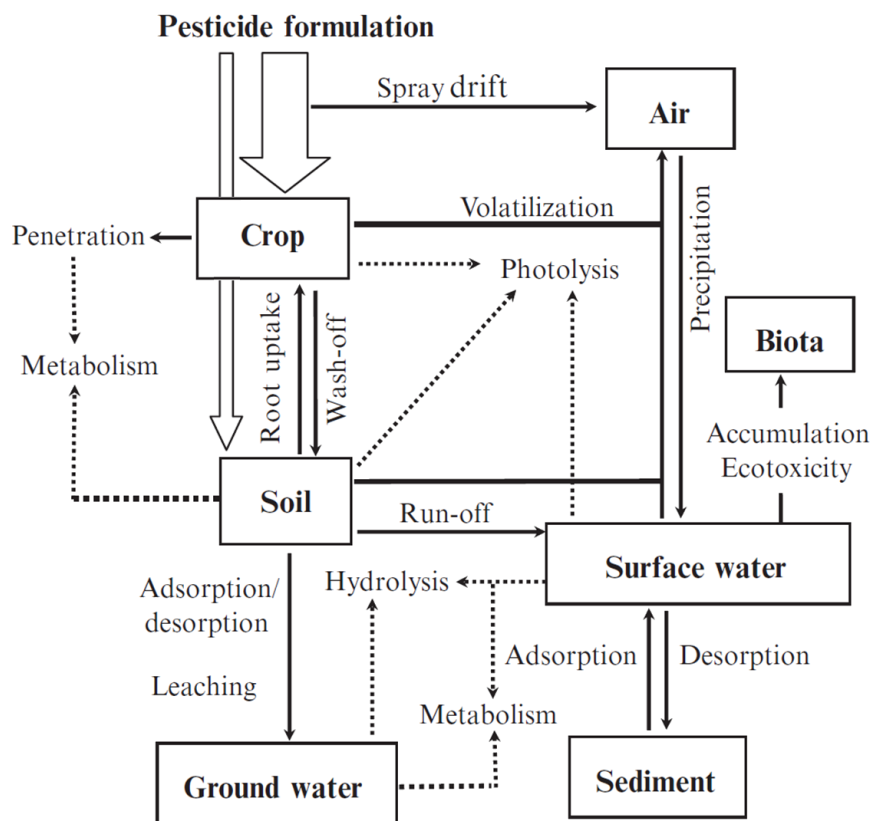 Pesticide formulation
Spray drift
Air
Volatilization
Penetration
Crop
Photolysis
Precipitation
Root uptake
Wash-off
Biota
Metabolism
Accumulation
Ecotoxicity
Soil
Run-off
Surface water
Adsorption/
desorption
Hydrolysis
Adsorption
Desorption
Leaching
Metabolism
Ground water
Sediment